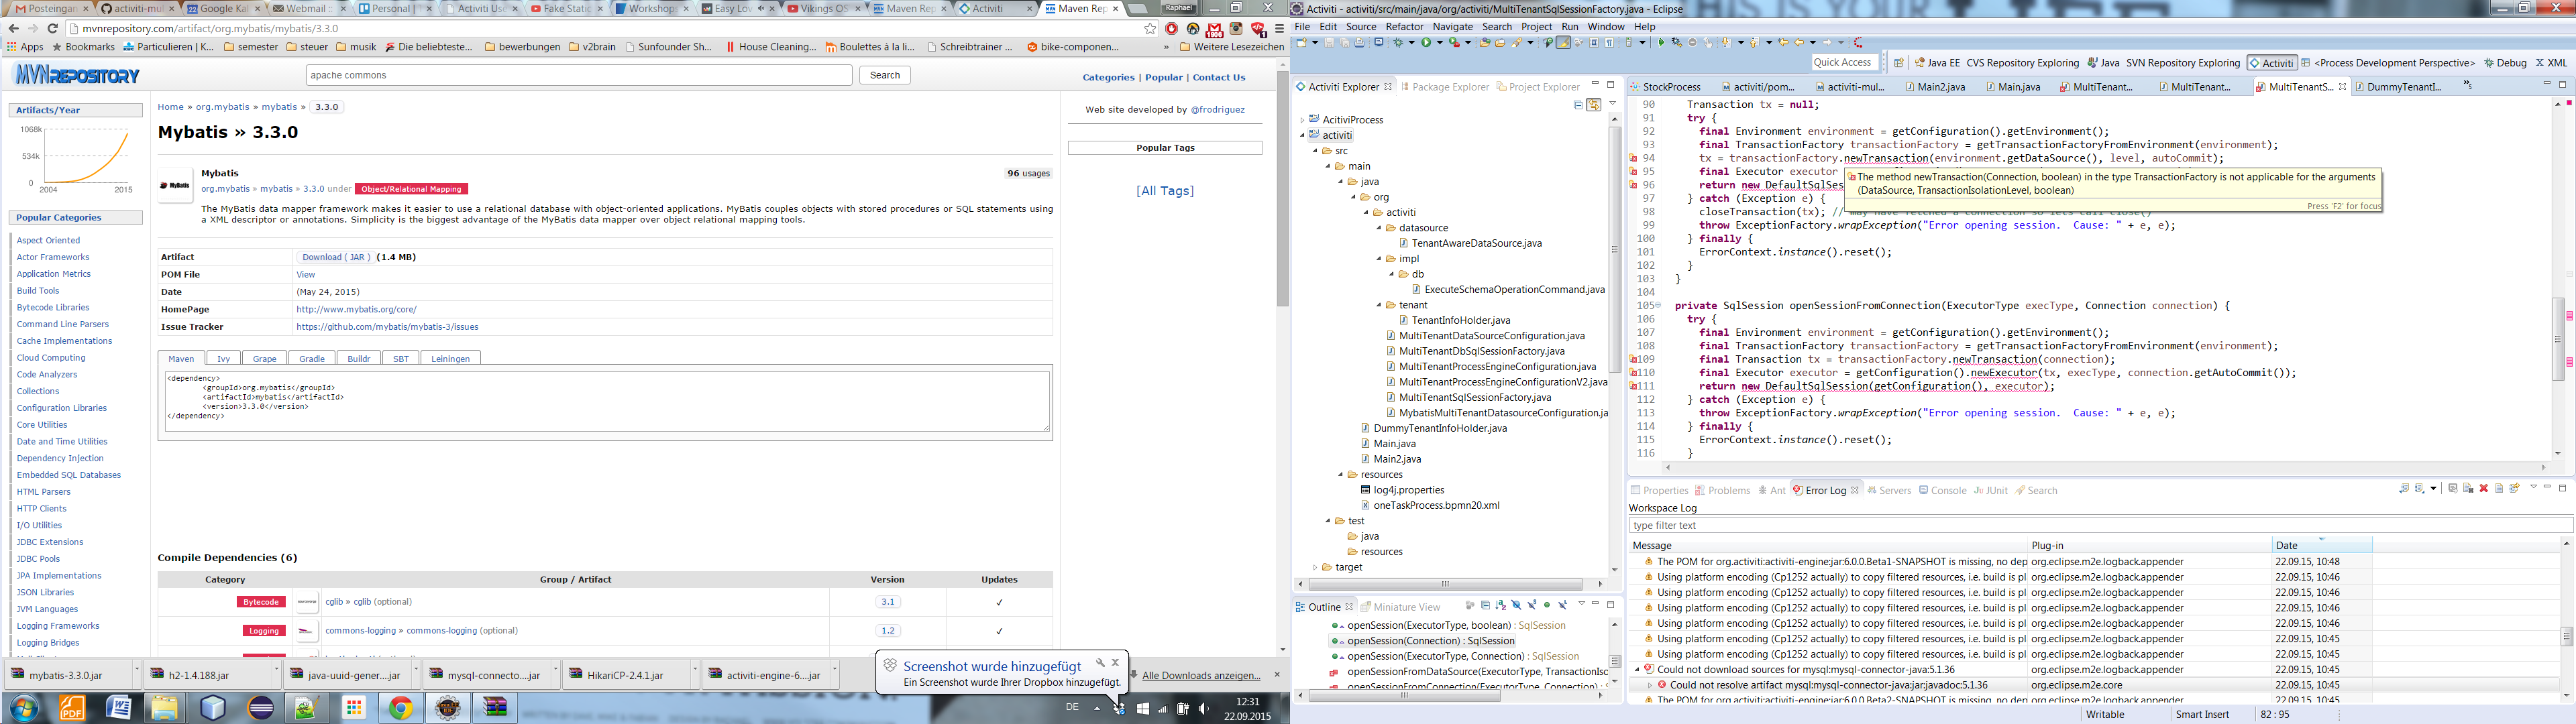 Posteingan
activiti-mul
Google Kal
Webmail ::
Personal |
Activiti Use
Fake Static
Workshops
Easy Lov
Vikings OS
Maven Rep
Activiti
Maven Rep
Raphael
mvnrepository.com/artifact/org.mybatis/mybatis/3.3.0
Apps
Bookmarks
Particulieren | K...
semester
steuer
musik
Die beliebteste...
bewerbungen
v2brain
Sunfounder Sh...
House Cleaning...
Boulettes á la li...
Schreibtrainer ...
bike-componen...
»
Weitere Lesezeichen
MVNREPOSITORY
apache commons
Search
Categories | Popular | Contact Us
Artifacts/Year
1068k
534k
0
2004
2015
Popular Categories
Aspect Oriented
Actor Frameworks
Application Metrics
Build Tools
Bytecode Libraries
Command Line Parsers
Cache Implementations
Cloud Computing
Code Analyzers
Collections
Configuration Libraries
Core Utilities
Date and Time Utilities
Dependency Injection
Embedded SQL Databases
HTML Parsers
HTTP Clients
I/O Utilities
JDBC Extensions
JDBC Pools
JPA Implementations
JSON Libraries
JVM Languages
Logging Frameworks
Logging Bridges
Home » org.mybatis » mybatis » 3.3.0
Mybatis » 3.3.0
MyBatis
Mybatis
96 usages
org.mybatis » mybatis » 3.3.0 under Object/Relational Mapping
The MyBatis data mapper framework makes it easier to use a relational database with object-oriented applications. MyBatis couples objects with stored procedures or SQL statements using
a XML descriptor or annotations. Simplicity is the biggest advantage of the MyBatis data mapper over object relational mapping tools.
Artifact Download ( JAR ) (1.4 MB)
POM File View
Date (May 24, 2015)
HomePage http://www.mybatis.org/core/
Issue Tracker https://github.com/mybatis/mybatis-3/issues
Maven Ivy Grape Gradle Buildr SBT Leiningen
<dependency>
<groupId>org.mybatis</groupId>
<artifactId>mybatis</artifactId>
<version>3.3.0</version>
</dependency>
Compile Dependencies (6)
Category Group / Artifact Version Updates
Bytecode cglib » cglib (optional) 3.1 ✓
Logging commons-logging » commons-logging (optional) 1.2 ✓
Web site developed by @frodriguez
Popular Tags
[All Tags]
mybatis-3.3.0.jar
h2-1.4.188.jar
java-uuid-gener....jar
mysql-connecto....jar
HikariCP-2.4.1.jar
activiti-engine-6....jar
Alle Downloads anzeigen...
Screenshot wurde hinzugefügt
Ein Screenshot wurde Ihrer Dropbox hinzugefügt.
DE
12:31
22.09.2015
Activiti - activiti/src/main/java/org/activiti/MultiTenantSqlSessionFactory.java - Eclipse
File Edit Source Refactor Navigate Search Project Run Window Help
Quick Access
Java EE CVS Repository Exploring Java SVN Repository Exploring Activiti <Process Development Perspective> Debug XML
Activiti Explorer Package Explorer Project Explorer
AcitiviProcess
activiti
src
main
java
org
activiti
datasource
TenantAwareDataSource.java
impl
db
ExecuteSchemaOperationCommand.java
tenant
TenantInfoHolder.java
MultiTenantDataSourceConfiguration.java
MultiTenantDbSqlSessionFactory.java
MultiTenantProcessEngineConfiguration.java
MultiTenantProcessEngineConfigurationV2.java
MultiTenantSqlSessionFactory.java
MybatisMultiTenantDatasourceConfiguration.ja
DummyTenantInfoHolder.java
Main.java
Main2.java
resources
log4j.properties
oneTaskProcess.bpmn20.xml
test
java
resources
target
Outline Miniature View
openSession(ExecutorType, boolean) : SqlSession
openSession(Connection) : SqlSession
openSession(ExecutorType, Connection) : SqlSession
openSessionFromDataSource(ExecutorType, TransactionIso
openSessionFromConnection(ExecutorType, Connection) : S
StockProcess activiti/pom... activiti-mul... Main2.java Main.java MultiTenant... MultiTenant... MultiTenantS... DummyTenantI...
90 Transaction tx = null;
91 try {
92 final Environment environment = getConfiguration().getEnvironment();
93 final TransactionFactory transactionFactory = getTransactionFactoryFromEnvironment(environment);
94 tx = transactionFactory.newTransaction(environment.getDataSource(), level, autoCommit);
95 final Executor executor
96 return new DefaultSqlSes
97 } catch (Exception e) {
98 closeTransaction(tx); // may have fetched a connection so lets call close()
99 throw ExceptionFactory.wrapException("Error opening session.  Cause: " + e, e);
100 } finally {
101 ErrorContext.instance().reset();
102 }
103 }
104
105 private SqlSession openSessionFromConnection(ExecutorType execType, Connection connection) {
106 try {
107 final Environment environment = getConfiguration().getEnvironment();
108 final TransactionFactory transactionFactory = getTransactionFactoryFromEnvironment(environment);
109 final Transaction tx = transactionFactory.newTransaction(connection);
110 final Executor executor = getConfiguration().newExecutor(tx, execType, connection.getAutoCommit());
111 return new DefaultSqlSession(getConfiguration(), executor);
112 } catch (Exception e) {
113 throw ExceptionFactory.wrapException("Error opening session.  Cause: " + e, e);
114 } finally {
115 ErrorContext.instance().reset();
116 }
The method newTransaction(Connection, boolean) in the type TransactionFactory is not applicable for the arguments
(DataSource, TransactionIsolationLevel, boolean)
Press 'F2' for focus
Properties Problems Ant Error Log Servers Console JUnit Search
Workspace Log
type filter text
Message Plug-in Date
The POM for org.activiti:activiti-engine:jar:6.0.0.Beta1-SNAPSHOT is missing, no dep org.eclipse.m2e.logback.appender 22.09.15, 10:48
Using platform encoding (Cp1252 actually) to copy filtered resources, i.e. build is pl org.eclipse.m2e.logback.appender 22.09.15, 10:46
Using platform encoding (Cp1252 actually) to copy filtered resources, i.e. build is pl org.eclipse.m2e.logback.appender 22.09.15, 10:46
Using platform encoding (Cp1252 actually) to copy filtered resources, i.e. build is pl org.eclipse.m2e.logback.appender 22.09.15, 10:46
Using platform encoding (Cp1252 actually) to copy filtered resources, i.e. build is pl org.eclipse.m2e.logback.appender 22.09.15, 10:46
Using platform encoding (Cp1252 actually) to copy filtered resources, i.e. build is pl org.eclipse.m2e.logback.appender 22.09.15, 10:45
Using platform encoding (Cp1252 actually) to copy filtered resources, i.e. build is pl org.eclipse.m2e.logback.appender 22.09.15, 10:45
Could not download sources for mysql:mysql-connector-java:5.1.36 org.eclipse.m2e.logback.appender 22.09.15, 10:45
Could not resolve artifact mysql:mysql-connector-java:jar:javadoc:5.1.36 org.eclipse.m2e.core 22.09.15, 10:45
The POM for org.activiti:activiti-engine:jar:6.0.0.Beta2-SNAPSHOT is missing, no dep org.eclipse.m2e.logback.appender 22.09.15, 10:45
Writable Smart Insert 82 : 95